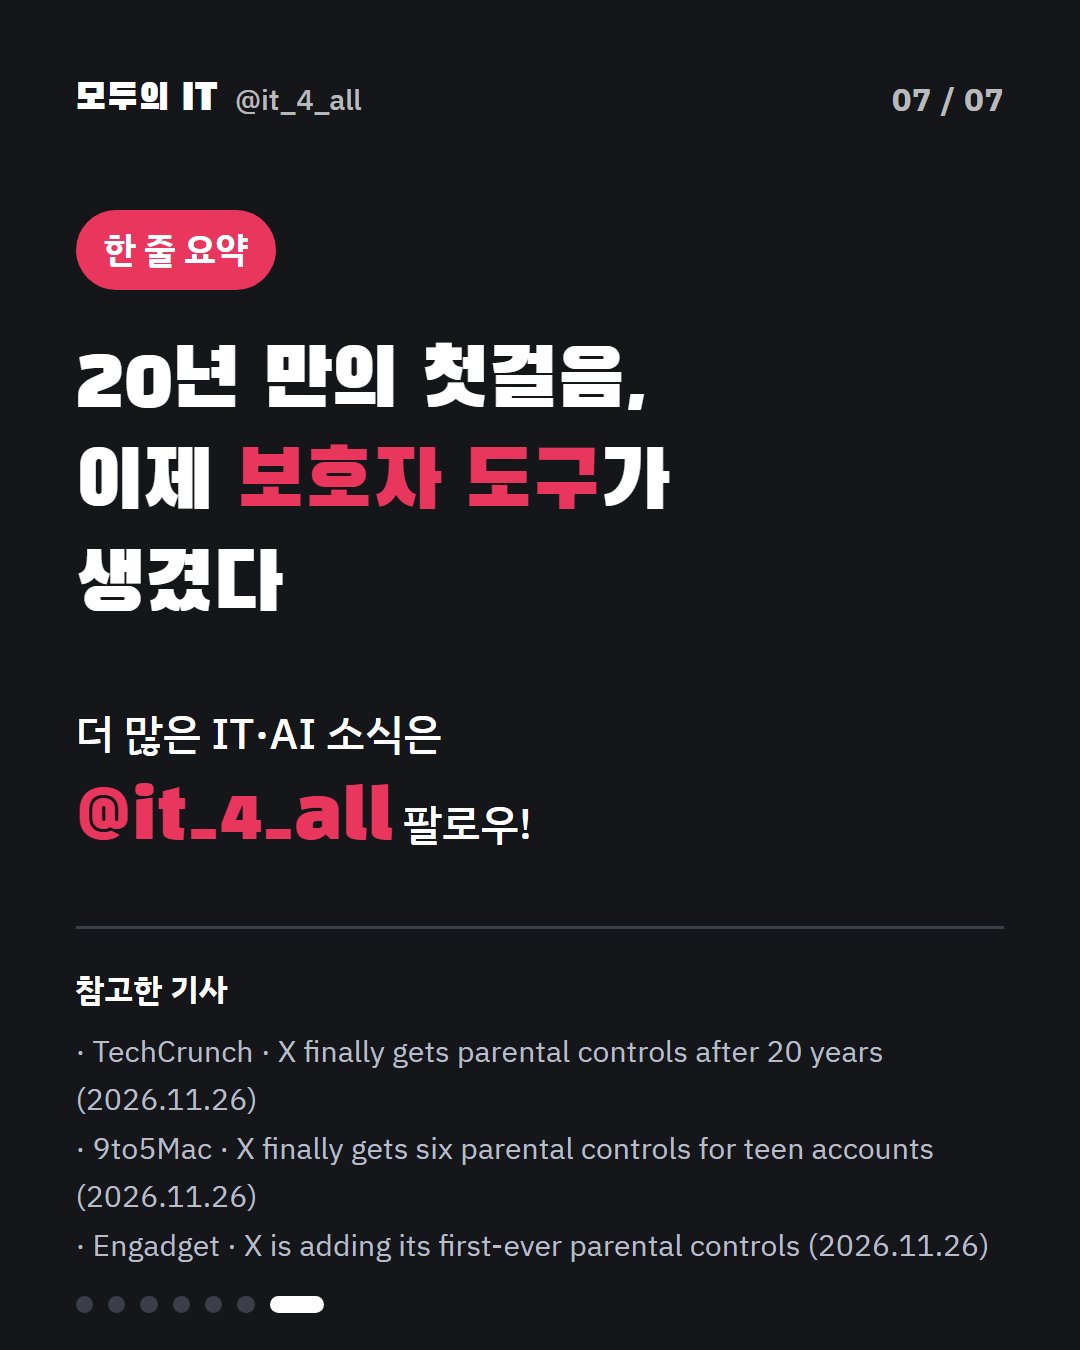 모두의 IT @it_4_all 07 / 07
한 줄 요약
20년 만의 첫걸음,
이제 보호자 도구가
생겼다
더 많은 IT·AI 소식은
@it_4_all 팔로우!
참고한 기사
· TechCrunch · X finally gets parental controls after 20 years
(2026.11.26)
· 9to5Mac · X finally gets six parental controls for teen accounts
(2026.11.26)
· Engadget · X is adding its first-ever parental controls (2026.11.26)